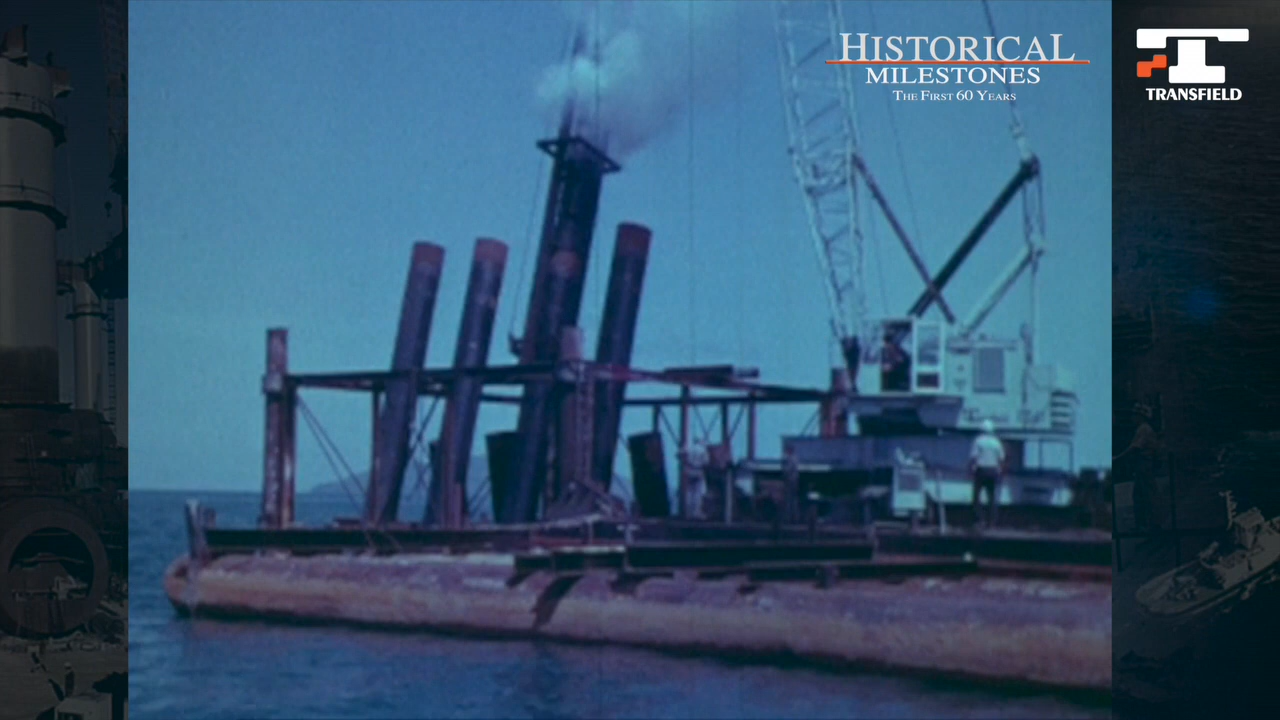 HISTORICAL
MILESTONES
THE FIRST 60 YEARS
TRANSFIELD